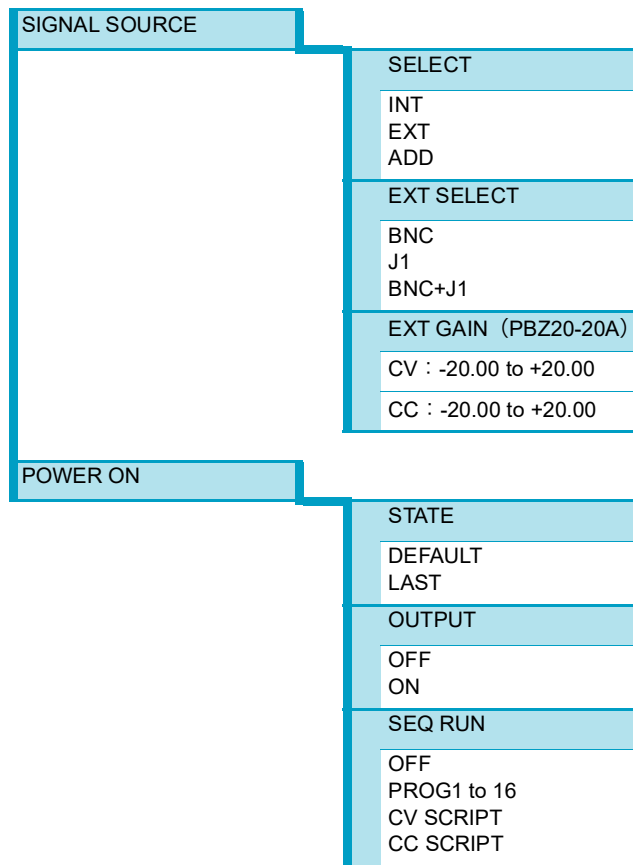 SIGNAL SOURCE
SELECT
INT
EXT
ADD
EXT SELECT
BNC
J1
BNC+J1
EXT GAIN（PBZ20-20A）
CV：-20.00 to +20.00
CC：-20.00 to +20.00
POWER ON
STATE
DEFAULT
LAST
OUTPUT
OFF
ON
SEQ RUN
OFF
PROG1 to 16
CV SCRIPT
CC SCRIPT